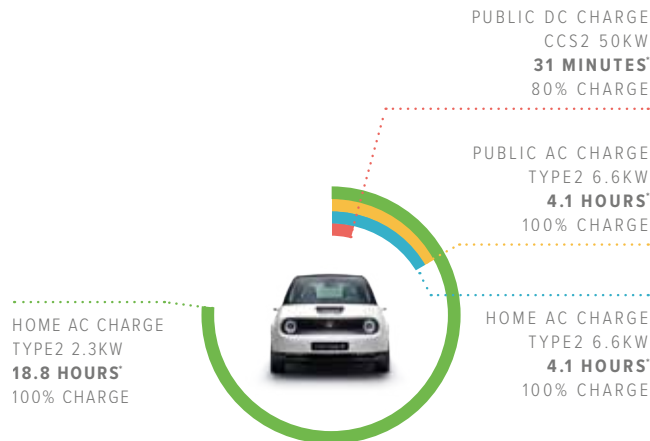 PUBLIC DC CHARGE
CCS2 50KW
31 MINUTES*
80% CHARGE
PUBLIC AC CHARGE
TYPE2 6.6KW
4.1 HOURS*
100% CHARGE
HOME AC CHARGE
TYPE2 6.6KW
4.1 HOURS*
100% CHARGE
HOME AC CHARGE
TYPE2 2.3KW
18.8 HOURS*
100% CHARGE